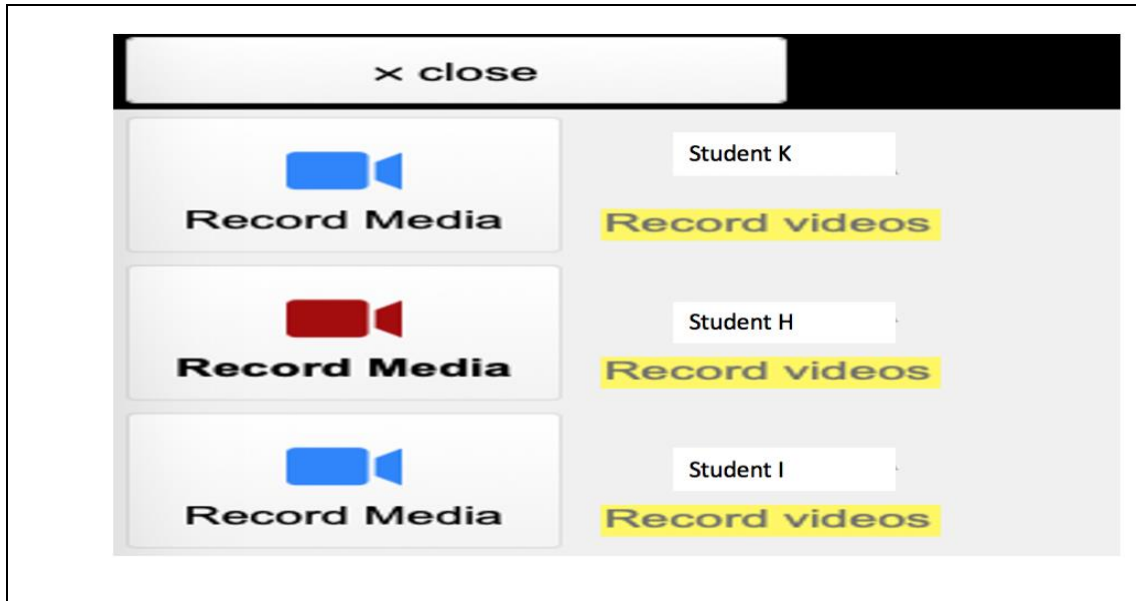 × close
Student K
Record Media
Record videos
Student H
Record Media
Record videos
Student I
Record Media
Record videos